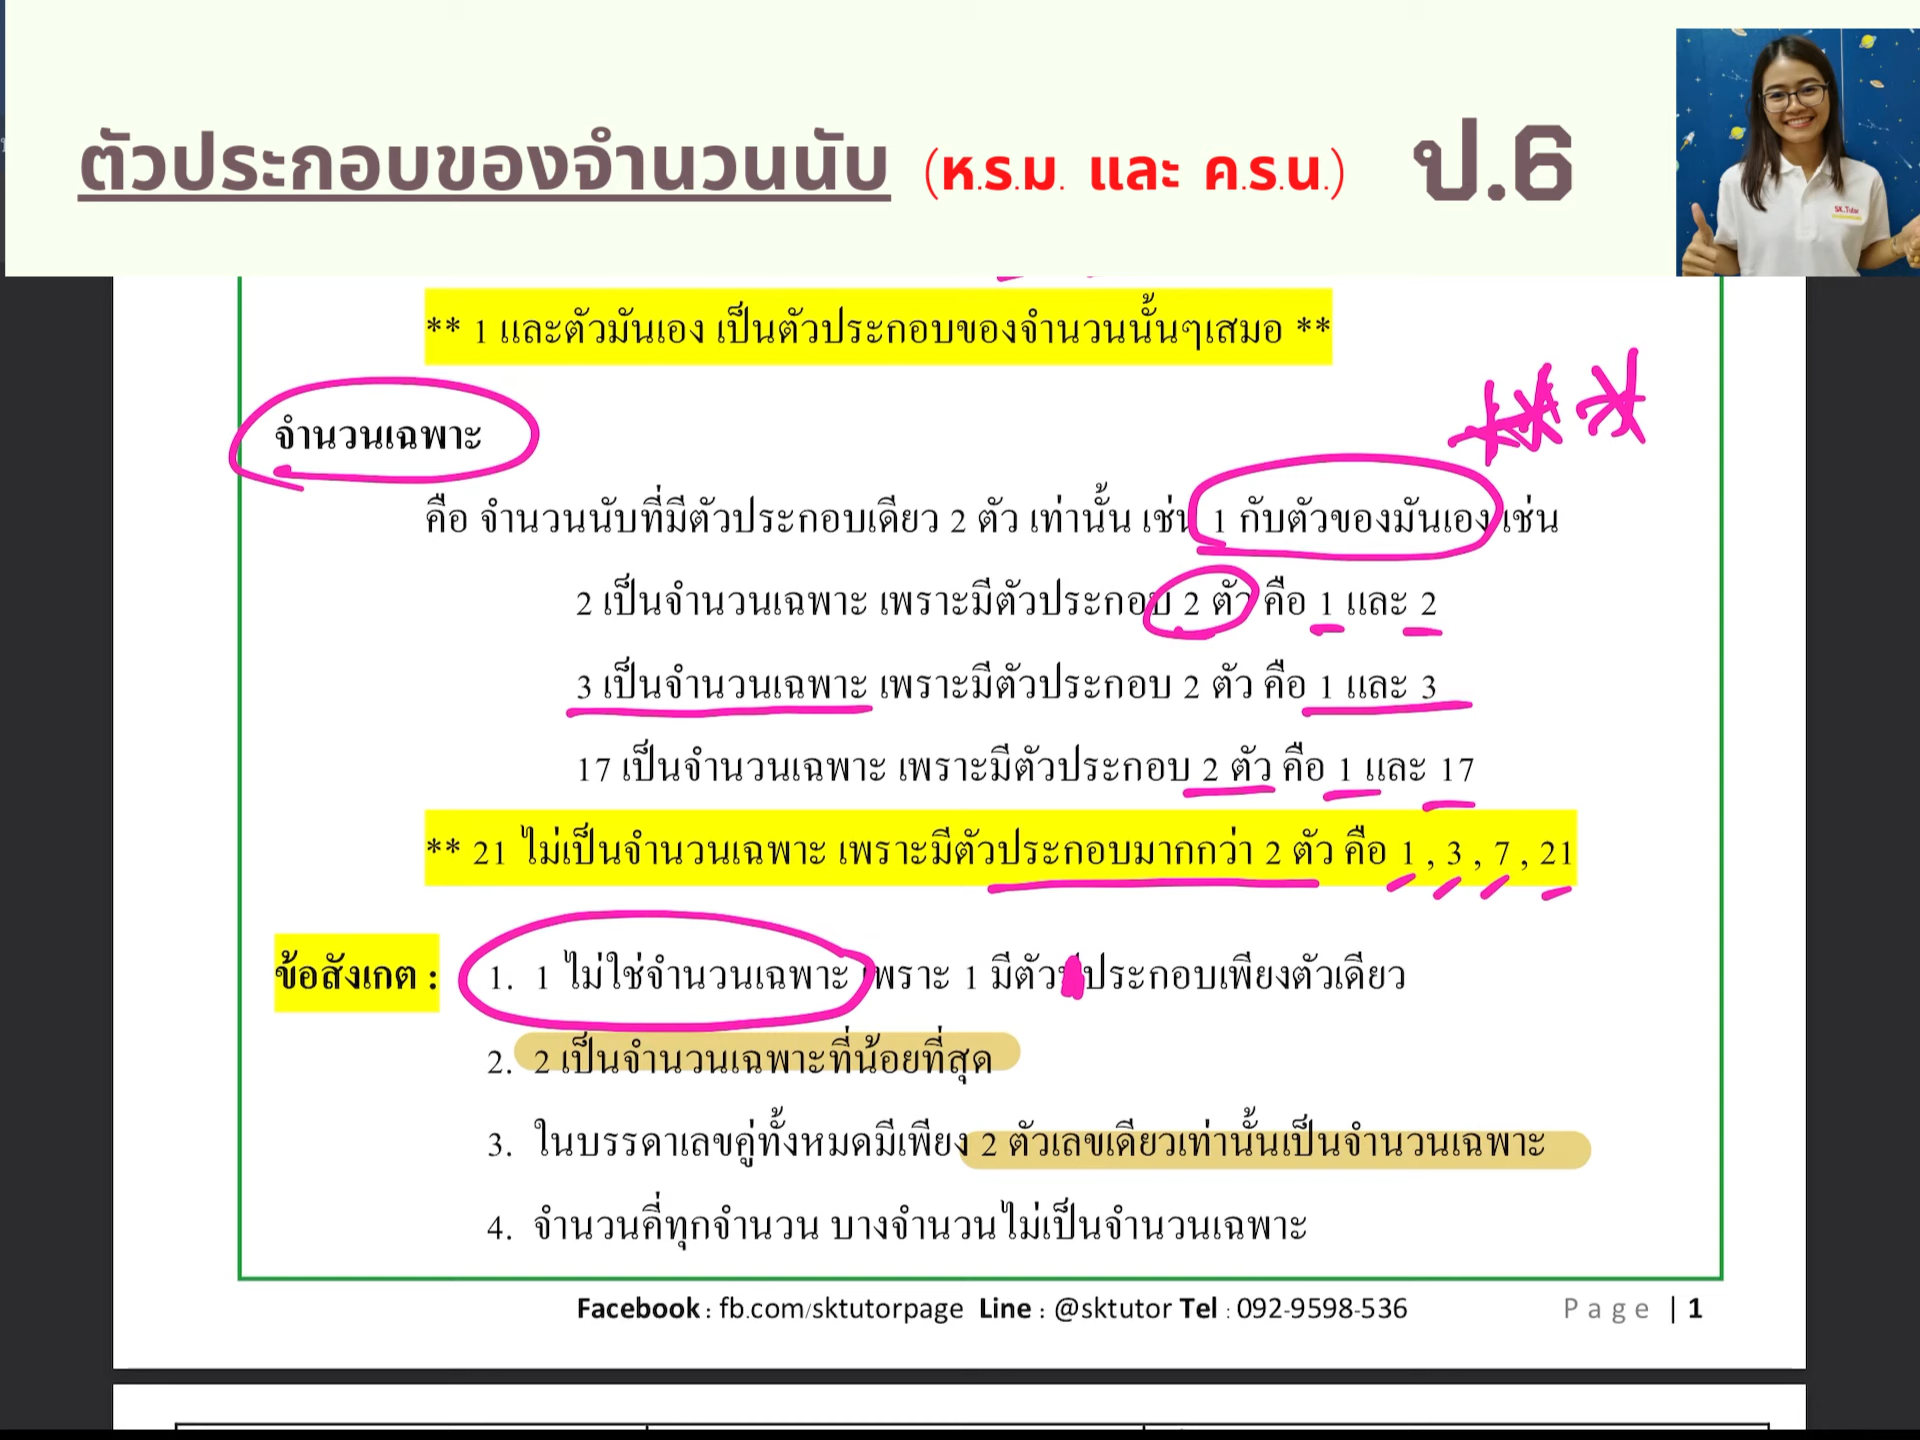 ตัวประกอบของจำนวนนับ (ห.ร.ม. และ ค.ร.น.) ป.6
** 1 และตัวมันเอง เป็นตัวประกอบของจำนวนนั้นๆเสมอ **
จำนวนเฉพาะ
คือ จำนวนนับที่มีตัวประกอบเดียว 2 ตัว เท่านั้น เช่น 1 กับตัวของมันเอง เช่น
2 เป็นจำนวนเฉพาะ เพราะมีตัวประกอบ 2 ตัว คือ 1 และ 2
3 เป็นจำนวนเฉพาะ เพราะมีตัวประกอบ 2 ตัว คือ 1 และ 3
17 เป็นจำนวนเฉพาะ เพราะมีตัวประกอบ 2 ตัว คือ 1 และ 17
** 21 ไม่เป็นจำนวนเฉพาะ เพราะมีตัวประกอบมากกว่า 2 ตัว คือ 1 , 3 , 7 , 21
ข้อสังเกต : 1. 1 ไม่ใช่จำนวนเฉพาะ เพราะ 1 มีตัวประกอบเพียงตัวเดียว
2. 2 เป็นจำนวนเฉพาะที่น้อยที่สุด
3. ในบรรดาเลขคู่ทั้งหมดมีเพียง 2 ตัวเลขเดียวเท่านั้นเป็นจำนวนเฉพาะ
4. จำนวนคี่ทุกจำนวน บางจำนวนไม่เป็นจำนวนเฉพาะ
Facebook : fb.com/sktutorpage Line : @sktutor Tel : 092-9598-536 Page | 1